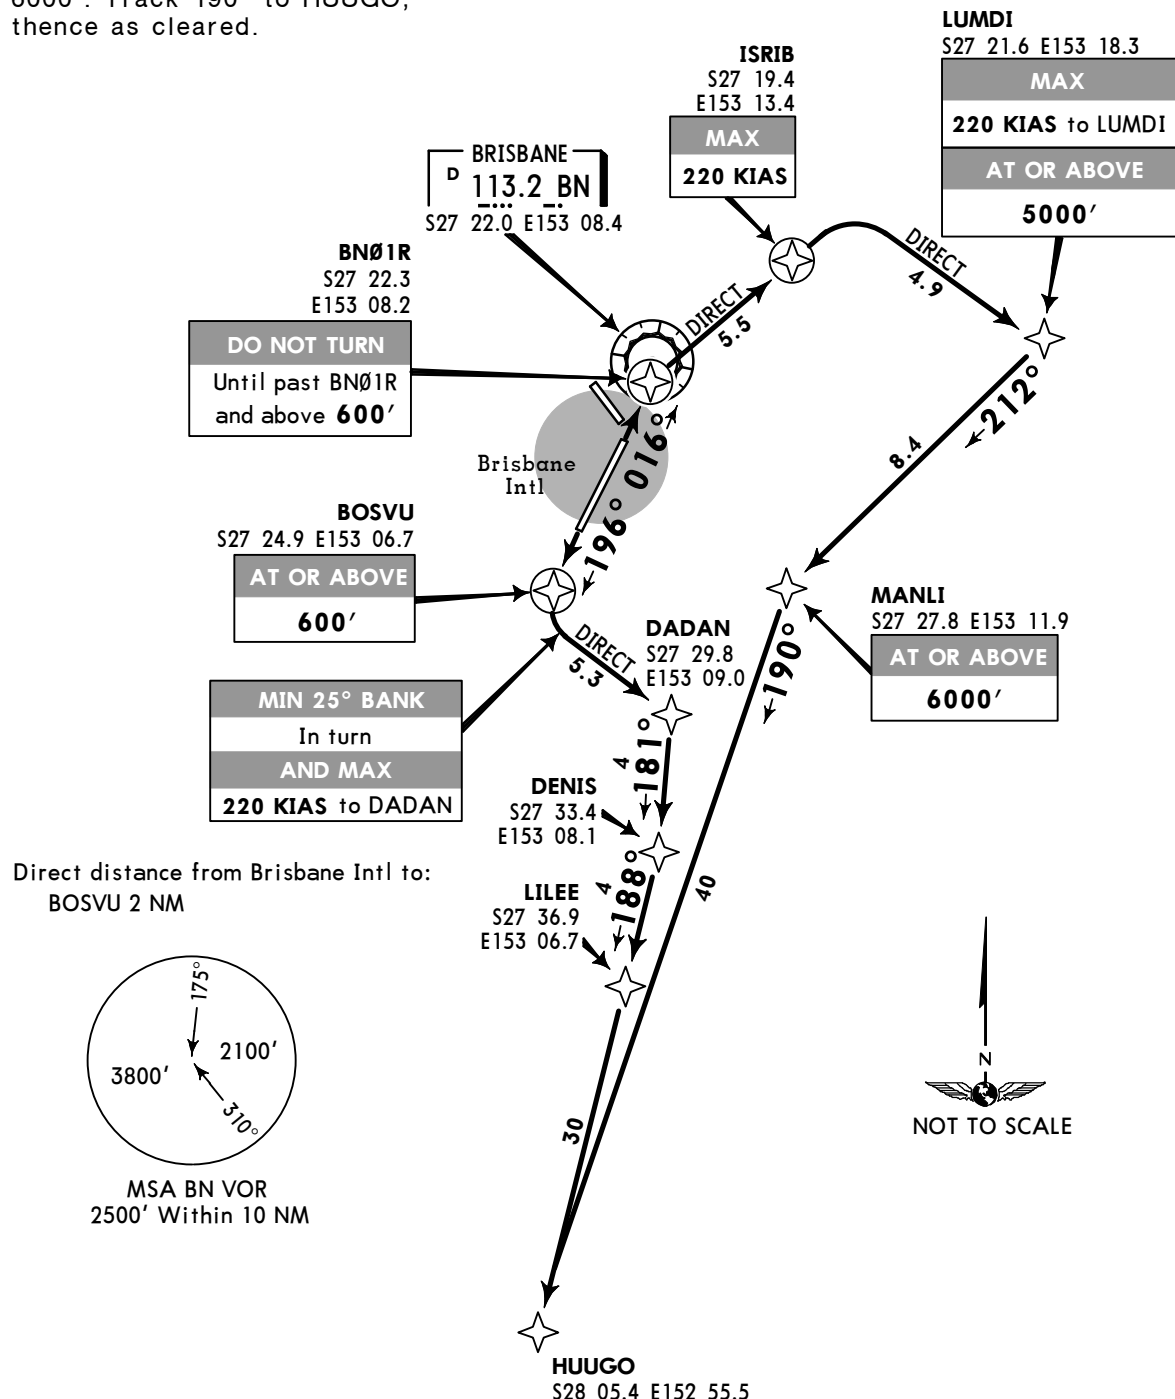 6000'. Track 190° to HUUGO,
thence as cleared.
LUMDI
S27 21.6 E153 18.3
MAX
220 KIAS to LUMDI
AT OR ABOVE
5000'
ISRIB
S27 19.4
E153 13.4
MAX
220 KIAS
BRISBANE
D 113.2 BN
S27 22.0 E153 08.4
BNØ1R
S27 22.3
E153 08.2
DO NOT TURN
Until past BNØ1R
and above 600'
DIRECT
5.5
DIRECT
4.9
212°
8.4
Brisbane
Intl
196° 016°
BOSVU
S27 24.9 E153 06.7
AT OR ABOVE
600'
MANLI
S27 27.8 E153 11.9
AT OR ABOVE
6000'
190°
DIRECT
5.3
DADAN
S27 29.8
E153 09.0
MIN 25° BANK
In turn
AND MAX
220 KIAS to DADAN
4
181°
DENIS
S27 33.4
E153 08.1
4
188°
LILEE
S27 36.9
E153 06.7
40
30
Direct distance from Brisbane Intl to:
BOSVU 2 NM
175°
2100'
3800'
310°
MSA BN VOR
2500' Within 10 NM
N
NOT TO SCALE
HUUGO
S28 05.4 E152 55.5